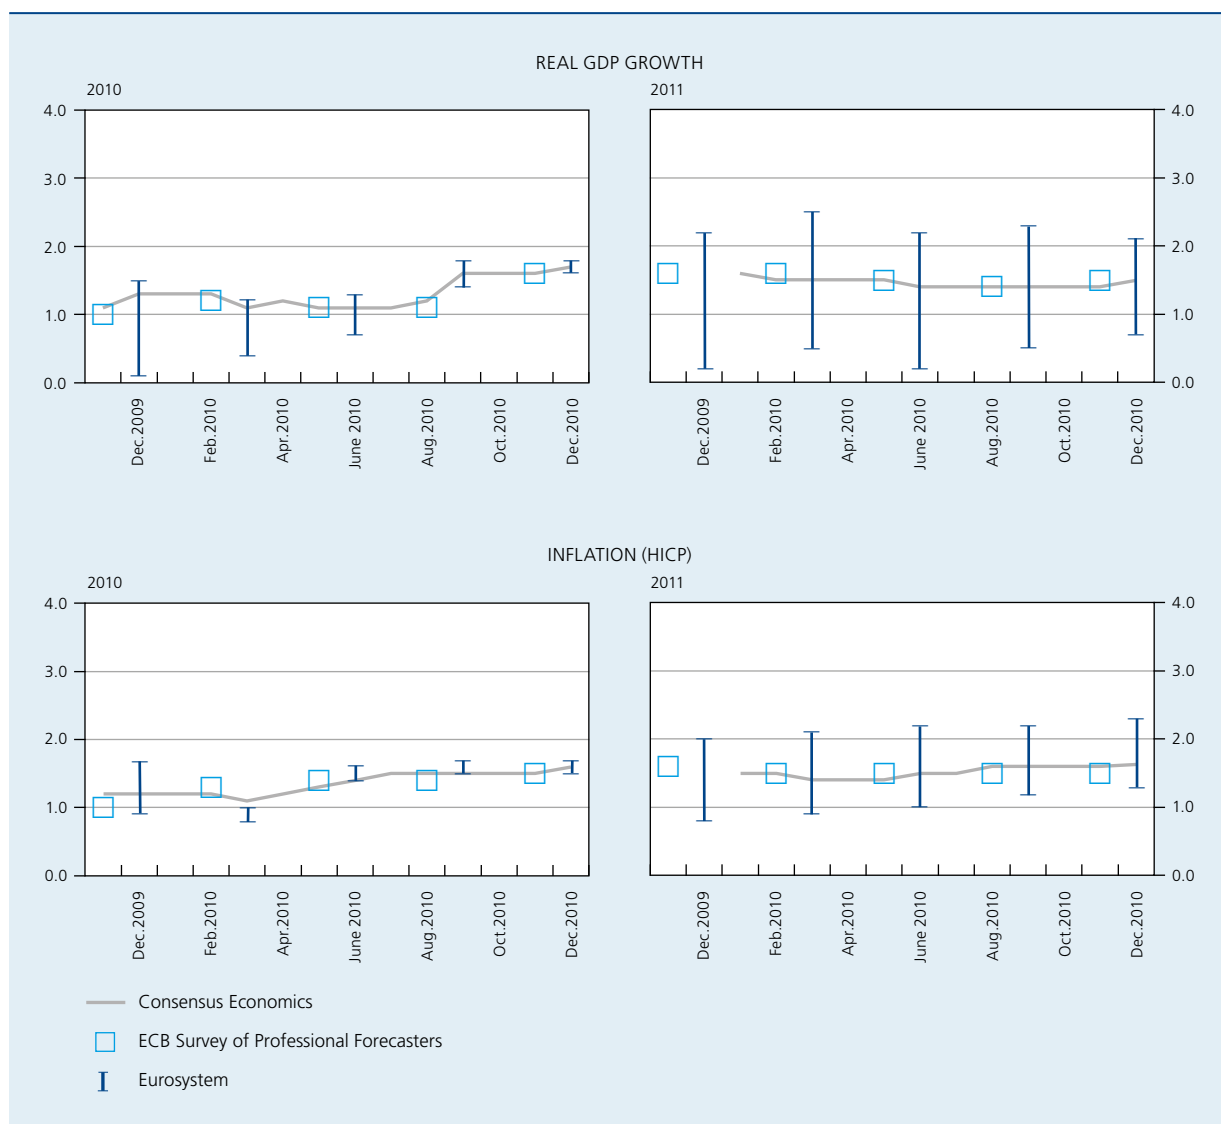 REAL GDP GROWTH
2010
2011
4.0
3.0
2.0
1.0
0.0
Dec.2009
Feb.2010
Apr.2010
June 2010
Aug.2010
Oct.2010
Dec.2010
4.0
3.0
2.0
1.0
0.0
Dec.2009
Feb.2010
Apr.2010
June 2010
Aug.2010
Oct.2010
Dec.2010
INFLATION (HICP)
2010
2011
4.0
3.0
2.0
1.0
0.0
Dec.2009
Feb.2010
Apr.2010
June 2010
Aug.2010
Oct.2010
Dec.2010
4.0
3.0
2.0
1.0
0.0
Dec.2009
Feb.2010
Apr.2010
June 2010
Aug.2010
Oct.2010
Dec.2010
Consensus Economics
ECB Survey of Professional Forecasters
Eurosystem